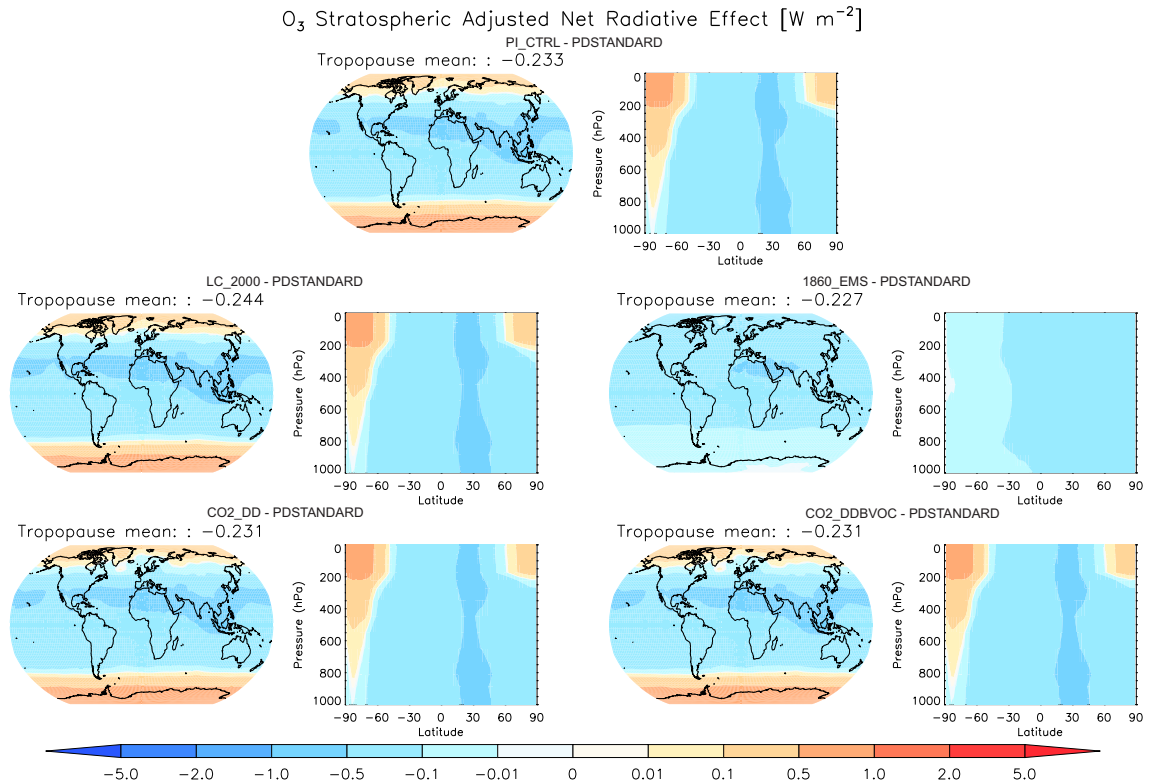 O3 Stratospheric Adjusted Net Radiative Effect [W m−2]
PI_CTRL - PDSTANDARD
Tropopause mean: : −0.233
0
200
400
600
800
1000
Pressure (hPa)
−90 −60 −30 0 30 60 90
Latitude
LC_2000 - PDSTANDARD
Tropopause mean: : −0.244
0
200
400
600
800
1000
Pressure (hPa)
−90 −60 −30 0 30 60 90
Latitude
1860_EMS - PDSTANDARD
Tropopause mean: : −0.227
0
200
400
600
800
1000
Pressure (hPa)
−90 −60 −30 0 30 60 90
Latitude
CO2_DD - PDSTANDARD
Tropopause mean: : −0.231
0
200
400
600
800
1000
Pressure (hPa)
−90 −60 −30 0 30 60 90
Latitude
CO2_DDBVOC - PDSTANDARD
Tropopause mean: : −0.231
0
200
400
600
800
1000
Pressure (hPa)
−90 −60 −30 0 30 60 90
Latitude
−5.0 −2.0 −1.0 −0.5 −0.1 −0.01 0 0.01 0.1 0.5 1.0 2.0 5.0